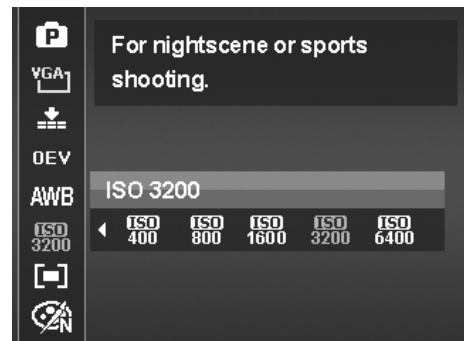 P
For nightscene or sports
shooting.
VGA
0EV
AWB
ISO 3200
ISO
3200
ISO
400
ISO
800
ISO
1600
ISO
3200
ISO
6400
N